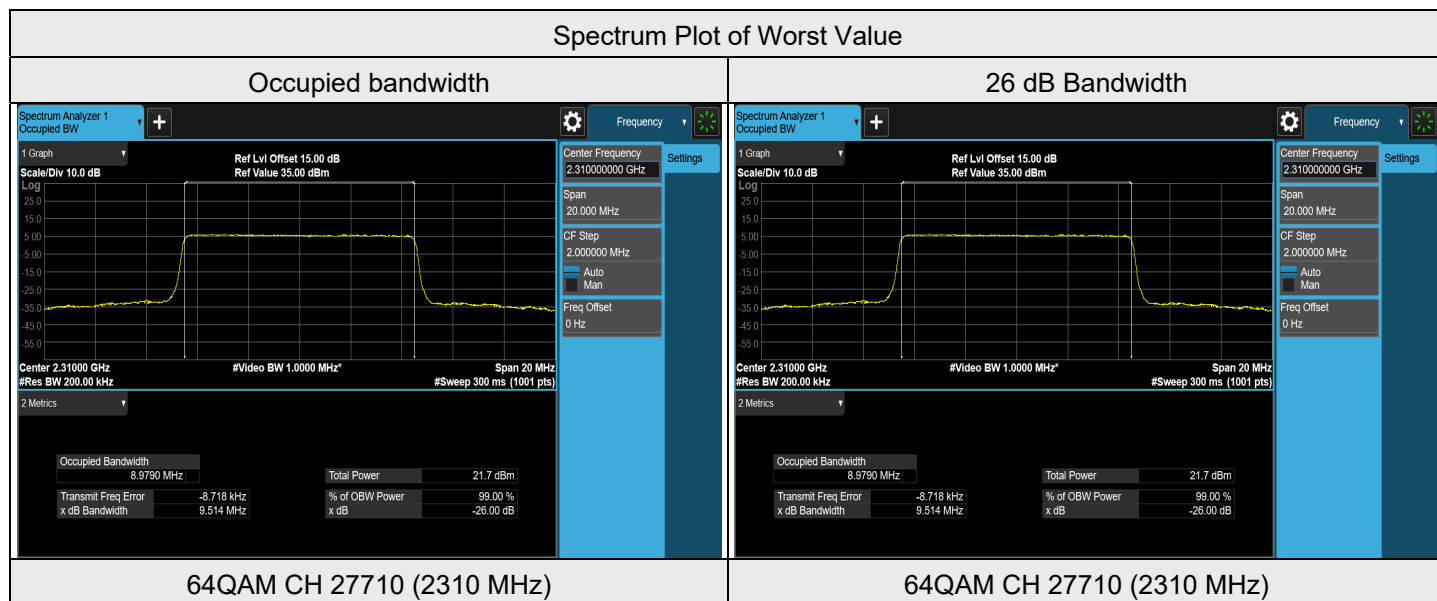 Spectrum Plot of Worst Value
Occupied bandwidth
26 dB Bandwidth
Spectrum Analyzer 1
Occupied BW
+
Frequency
1 Graph
Ref Lvl Offset 15.00 dB
Scale/Div 10.0 dB
Ref Value 35.00 dBm
Log
25.0
15.0
5.00
-5.00
-15.0
-25.0
-35.0
-45.0
-55.0
Center 2.31000 GHz
#Video BW 1.0000 MHz*
Span 20 MHz
#Res BW 200.00 kHz
#Sweep 300 ms (1001 pts)
Center Frequency
2.310000000 GHz
Settings
Span
20.000 MHz
CF Step
2.000000 MHz
Auto
Man
Freq Offset
0 Hz
2 Metrics
Occupied Bandwidth
8.9790 MHz
Total Power 21.7 dBm
Transmit Freq Error -8.718 kHz
% of OBW Power 99.00 %
x dB Bandwidth 9.514 MHz
x dB -26.00 dB
Spectrum Analyzer 1
Occupied BW
+
Frequency
1 Graph
Ref Lvl Offset 15.00 dB
Scale/Div 10.0 dB
Ref Value 35.00 dBm
Log
25.0
15.0
5.00
-5.00
-15.0
-25.0
-35.0
-45.0
-55.0
Center 2.31000 GHz
#Video BW 1.0000 MHz*
Span 20 MHz
#Res BW 200.00 kHz
#Sweep 300 ms (1001 pts)
Center Frequency
2.310000000 GHz
Settings
Span
20.000 MHz
CF Step
2.000000 MHz
Auto
Man
Freq Offset
0 Hz
2 Metrics
Occupied Bandwidth
8.9790 MHz
Total Power 21.7 dBm
Transmit Freq Error -8.718 kHz
% of OBW Power 99.00 %
x dB Bandwidth 9.514 MHz
x dB -26.00 dB
64QAM CH 27710 (2310 MHz)
64QAM CH 27710 (2310 MHz)